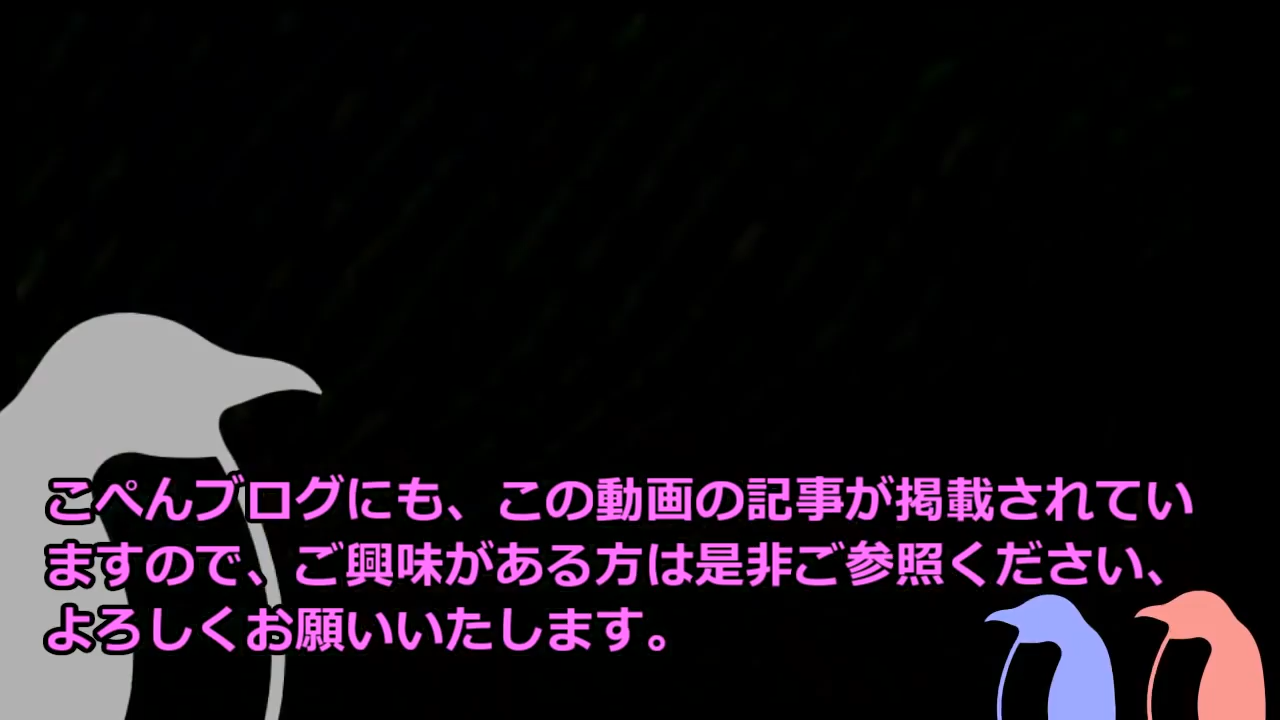 こぺんブログにも、この動画の記事が掲載されてい
ますので、ご興味がある方は是非ご参照ください、
よろしくお願いいたします。